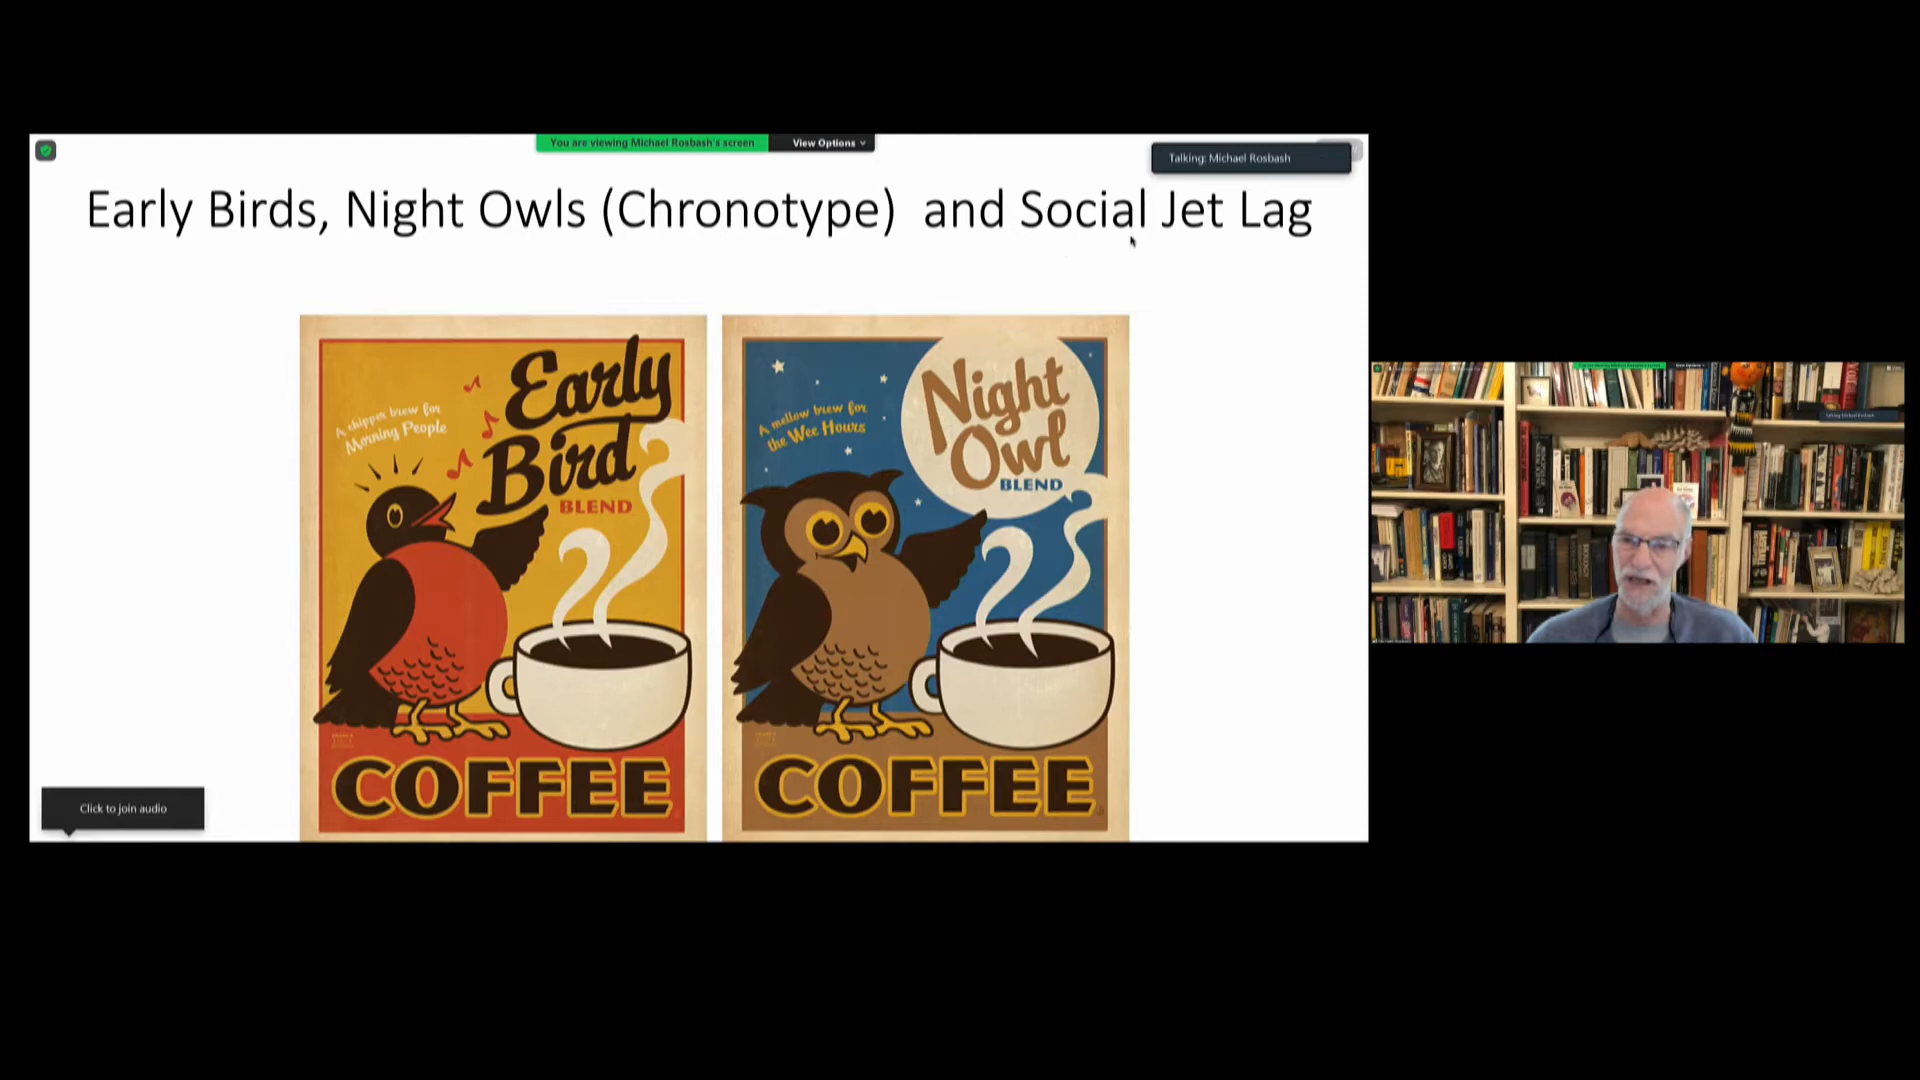 You are viewing Michael Rosbash's screen
View Options
Talking: Michael Rosbash
Early Birds, Night Owls (Chronotype) and Social Jet Lag
A chipper brew for
Morning People
Early
Bird
BLEND
COFFEE
A mellow brew for
the Wee Hours
Night
Owl
BLEND
COFFEE
Click to join audio